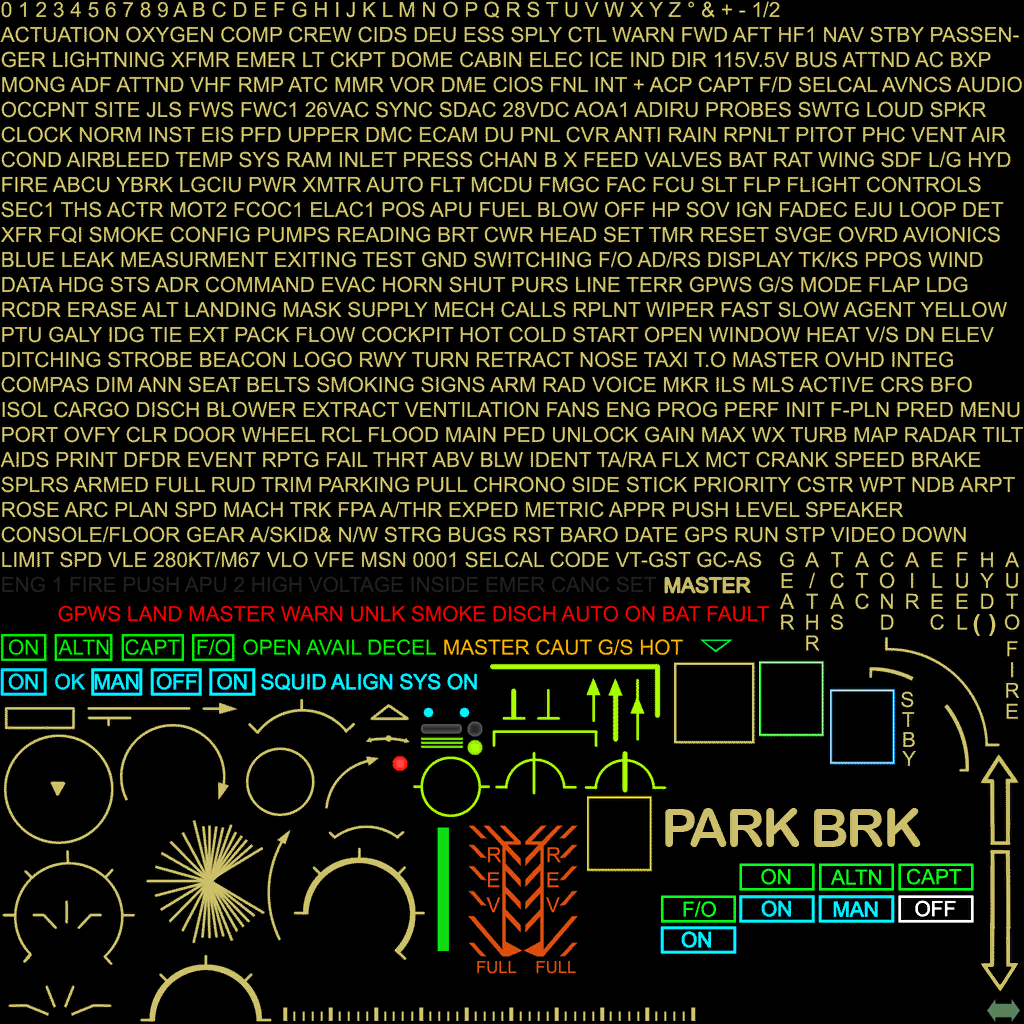 0 1 2 3 4 5 6 7 8 9 A B C D E F G H I J K L M N O P Q R S T U V W X Y Z ° & + - 1/2
ACTUATION OXYGEN COMP CREW CIDS DEU ESS SPLY CTL WARN FWD AFT HF1 NAV STBY PASSEN-
GER LIGHTNING XFMR EMER LT CKPT DOME CABIN ELEC ICE IND DIR 115V.5V BUS ATTND AC BXP
MONG ADF ATTND VHF RMP ATC MMR VOR DME CIOS FNL INT + ACP CAPT F/D SELCAL AVNCS AUDIO
OCCPNT SITE JLS FWS FWC1 26VAC SYNC SDAC 28VDC AOA1 ADIRU PROBES SWTG LOUD SPKR
CLOCK NORM INST EIS PFD UPPER DMC ECAM DU PNL CVR ANTI RAIN RPNLT PITOT PHC VENT AIR
COND AIRBLEED TEMP SYS RAM INLET PRESS CHAN B X FEED VALVES BAT RAT WING SDF L/G HYD
FIRE ABCU YBRK LGCIU PWR XMTR AUTO FLT MCDU FMGC FAC FCU SLT FLP FLIGHT CONTROLS
SEC1 THS ACTR MOT2 FCOC1 ELAC1 POS APU FUEL BLOW OFF HP SOV IGN FADEC EJU LOOP DET
XFR FQI SMOKE CONFIG PUMPS READING BRT CWR HEAD SET TMR RESET SVGE OVRD AVIONICS
BLUE LEAK MEASURMENT EXITING TEST GND SWITCHING F/O AD/RS DISPLAY TK/KS PPOS WIND
DATA HDG STS ADR COMMAND EVAC HORN SHUT PURS LINE TERR GPWS G/S MODE FLAP LDG
RCDR ERASE ALT LANDING MASK SUPPLY MECH CALLS RPLNT WIPER FAST SLOW AGENT YELLOW
PTU GALY IDG TIE EXT PACK FLOW COCKPIT HOT COLD START OPEN WINDOW HEAT V/S DN ELEV
DITCHING STROBE BEACON LOGO RWY TURN RETRACT NOSE TAXI T.O MASTER OVHD INTEG
COMPAS DIM ANN SEAT BELTS SMOKING SIGNS ARM RAD VOICE MKR ILS MLS ACTIVE CRS BFO
ISOL CARGO DISCH BLOWER EXTRACT VENTILATION FANS ENG PROG PERF INIT F-PLN PRED MENU
PORT OVFY CLR DOOR WHEEL RCL FLOOD MAIN PED UNLOCK GAIN MAX WX TURB MAP RADAR TILT
AIDS PRINT DFDR EVENT RPTG FAIL THRT ABV BLW IDENT TA/RA FLX MCT CRANK SPEED BRAKE
SPLRS ARMED FULL RUD TRIM PARKING PULL CHRONO SIDE STICK PRIORITY CSTR WPT NDB ARPT
ROSE ARC PLAN SPD MACH TRK FPA A/THR EXPED METRIC APPR PUSH LEVEL SPEAKER
CONSOLE/FLOOR GEAR A/SKID& N/W STRG BUGS RST BARO DATE GPS RUN STP VIDEO DOWN
LIMIT SPD VLE 280KT/M67 VLO VFE MSN 0001 SELCAL CODE VT-GST GC-AS
GEAR
A/THR
TCAS
ATC
COND
AIR
ELEC
FUEL
HYD
( )
AUTO
FIRE
ENG 1 FIRE PUSH APU 2 HIGH VOLTAGE INSIDE EMER CANC SET MASTER
GPWS LAND MASTER WARN UNLK SMOKE DISCH AUTO ON BAT FAULT
ON ALTN CAPT F/O OPEN AVAIL DECEL MASTER CAUT G/S HOT
ON OK MAN OFF ON SQUID ALIGN SYS ON
STBY
PARK BRK
REV REV
FULL FULL
ON ALTN CAPT
F/O ON MAN OFF
ON